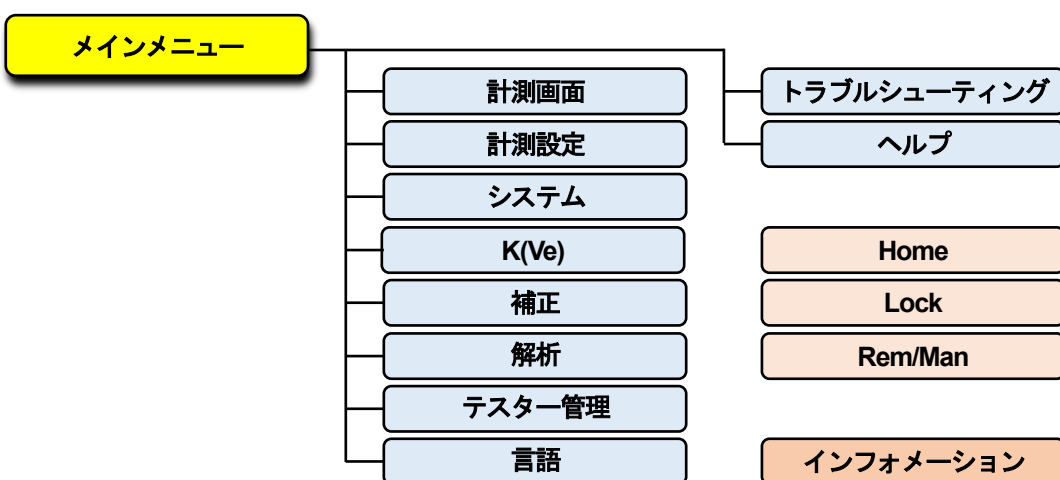 メインメニュー
計測画面
計測設定
システム
K(Ve)
補正
解析
テスター管理
言語
トラブルシューティング
ヘルプ
Home
Lock
Rem/Man
インフォメーション